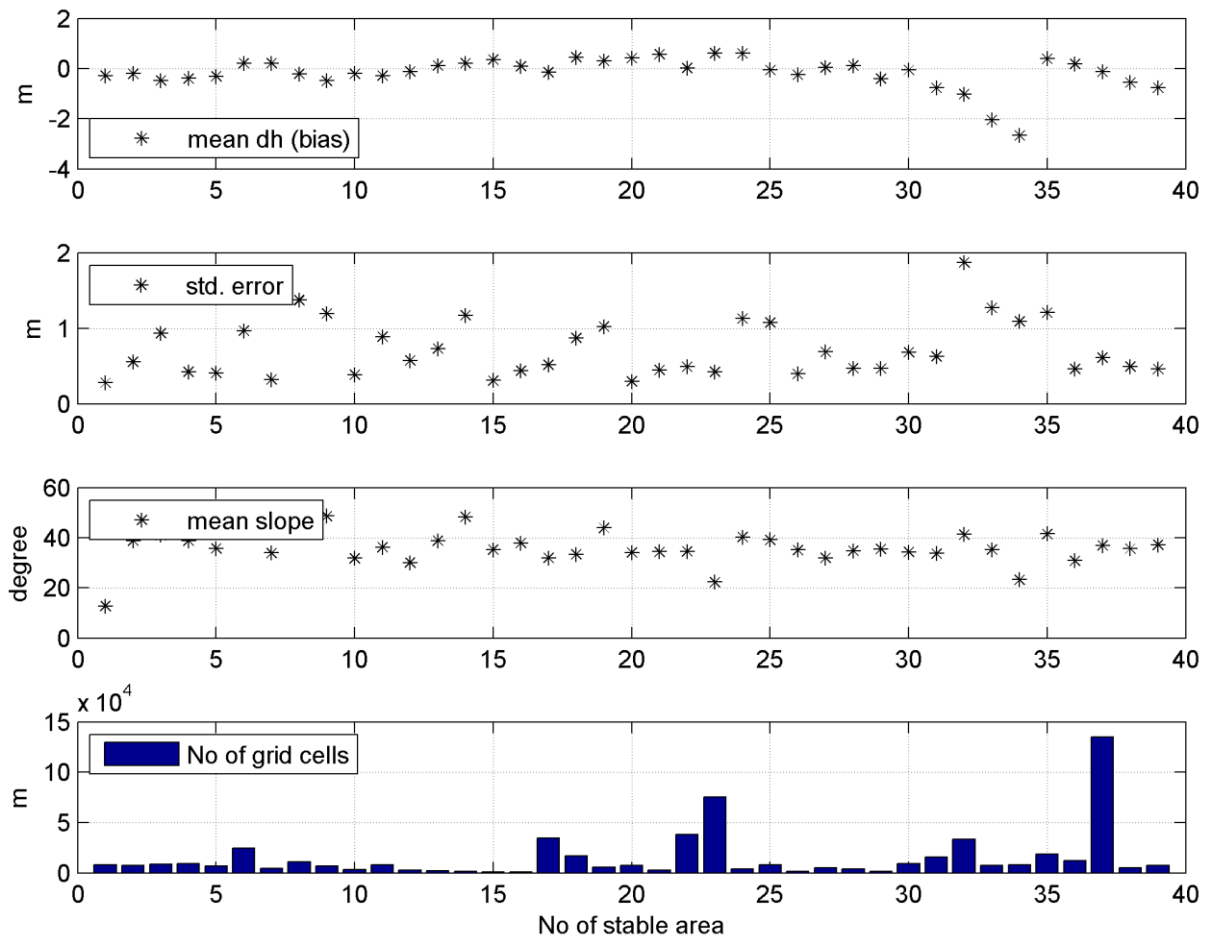 2
0
-2
-4
m
mean dh (bias)
0 5 10 15 20 25 30 35 40
2
1
0
m
std. error
0 5 10 15 20 25 30 35 40
60
40
20
0
degree
mean slope
0 5 10 15 20 25 30 35 40
x 10^4
15
10
5
0
m
No of grid cells
0 5 10 15 20 25 30 35 40
No of stable area